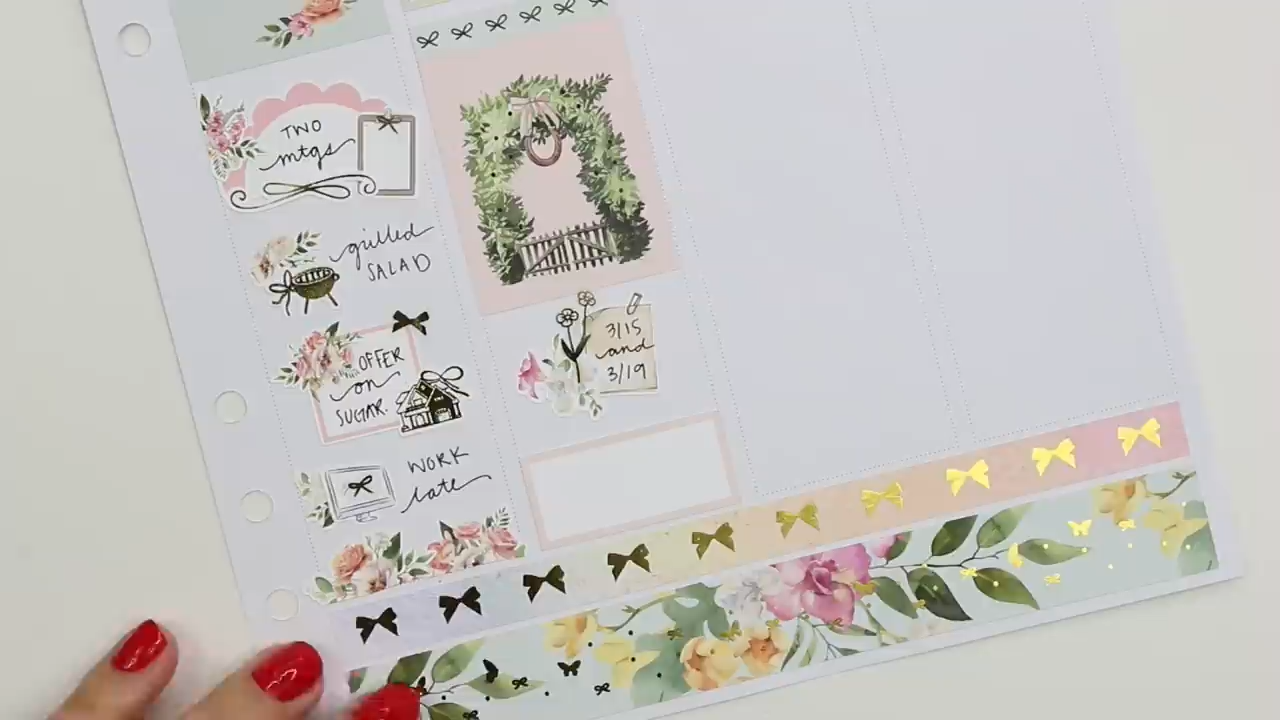 TWO
mtgs
grilled
SALAD
OFFER
on
SUGAR.
WORK
late
3/15
and
3/19